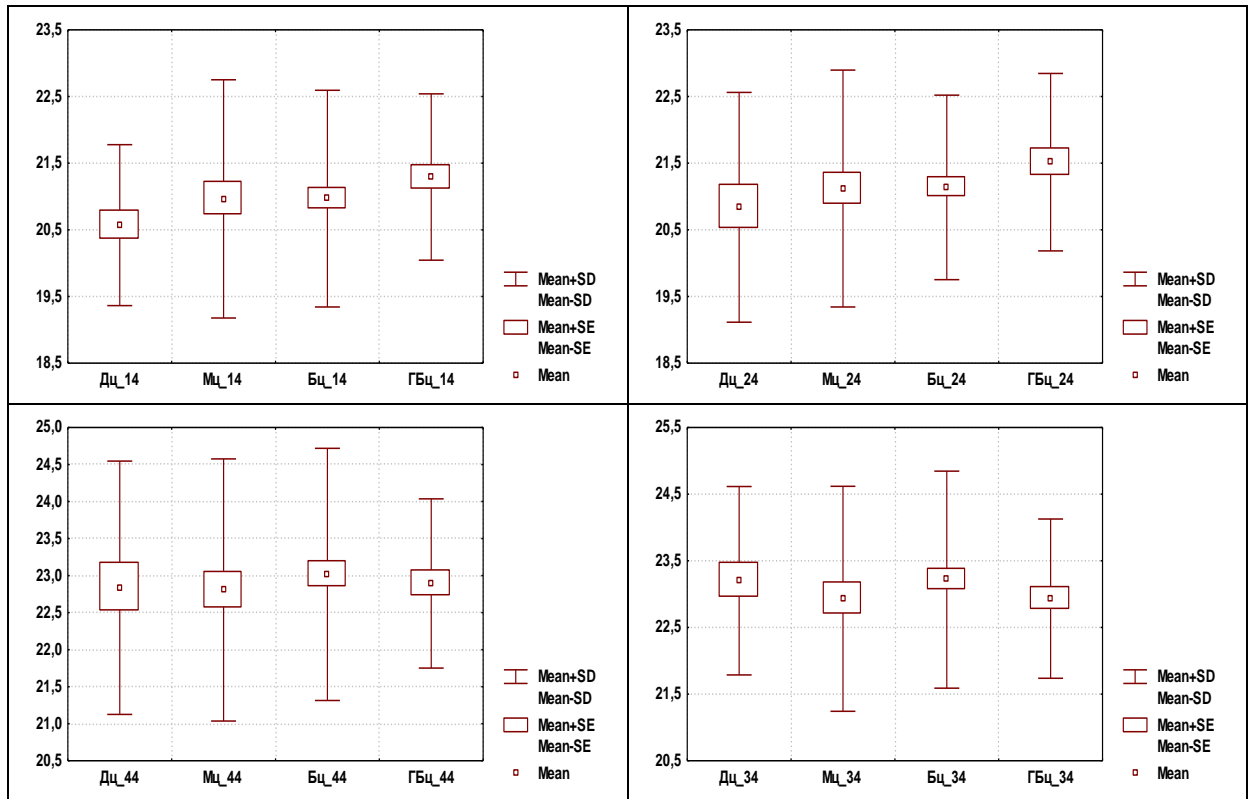 23,5
22,5
21,5
20,5
19,5
18,5
Дц_14 Мц_14 Бц_14 ГБц_14
Mean+SD
Mean-SD
Mean+SE
Mean-SE
Mean
23,5
22,5
21,5
20,5
19,5
18,5
Дц_24 Мц_24 Бц_24 ГБц_24
Mean+SD
Mean-SD
Mean+SE
Mean-SE
Mean
25,0
24,5
24,0
23,5
23,0
22,5
22,0
21,5
21,0
20,5
Дц_44 Мц_44 Бц_44 ГБц_44
Mean+SD
Mean-SD
Mean+SE
Mean-SE
Mean
25,5
24,5
23,5
22,5
21,5
20,5
Дц_34 Мц_34 Бц_34 ГБц_34
Mean+SD
Mean-SD
Mean+SE
Mean-SE
Mean